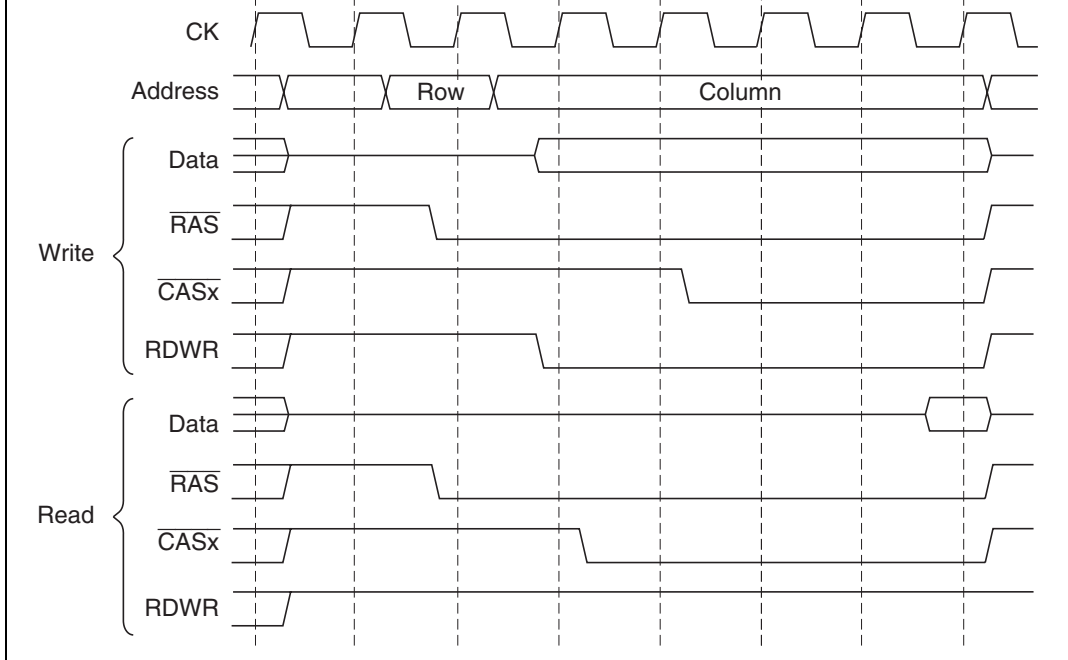 CK
Address Row Column
Data
RAS
Write
CASx
RDWR
Data
RAS
Read
CASx
RDWR